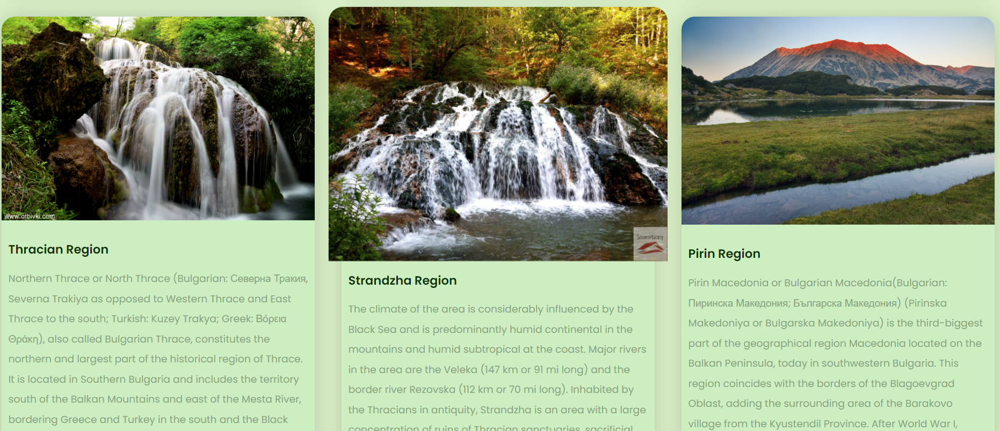 www.otbivki.com
Thracian Region
Northern Thrace or North Thrace (Bulgarian: Северна Тракия,
Severna Trakiya as opposed to Western Thrace and East
Thrace to the south; Turkish: Kuzey Trakya; Greek: Βόρεια
Θράκη), also called Bulgarian Thrace, constitutes the
northern and largest part of the historical region of Thrace.
It is located in Southern Bulgaria and includes the territory
south of the Balkan Mountains and east of the Mesta River,
bordering Greece and Turkey in the south and the Black
SmartPlanny
Strandzha Region
The climate of the area is considerably influenced by the
Black Sea and is predominantly humid continental in the
mountains and humid subtropical at the coast. Major rivers
in the area are the Veleka (147 km or 91 mi long) and the
border river Rezovska (112 km or 70 mi long). Inhabited by
the Thracians in antiquity, Strandzha is an area with a large
concentration of ruins of Thracian sanctuaries, sacrificial
Pirin Region
Pirin Macedonia or Bulgarian Macedonia(Bulgarian:
Пиринска Македония; Българска Македония) (Pirinska
Makedoniya or Bulgarska Makedoniya) is the third-biggest
part of the geographical region Macedonia located on the
Balkan Peninsula, today in southwestern Bulgaria. This
region coincides with the borders of the Blagoevgrad
Oblast, adding the surrounding area of the Barakovo
village from the Kyustendil Province. After World War I,